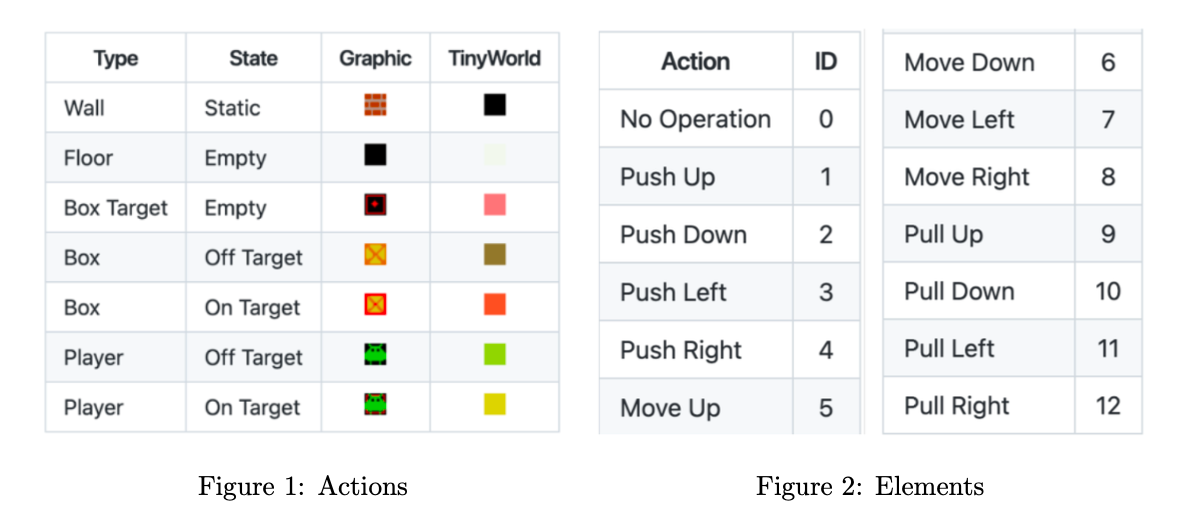 Type State Graphic TinyWorld
Wall Static
Floor Empty
Box Target Empty
Box Off Target
Box On Target
Player Off Target
Player On Target
Figure 1: Actions
Action ID
No Operation 0
Push Up 1
Push Down 2
Push Left 3
Push Right 4
Move Up 5
Move Down 6
Move Left 7
Move Right 8
Pull Up 9
Pull Down 10
Pull Left 11
Pull Right 12
Figure 2: Elements